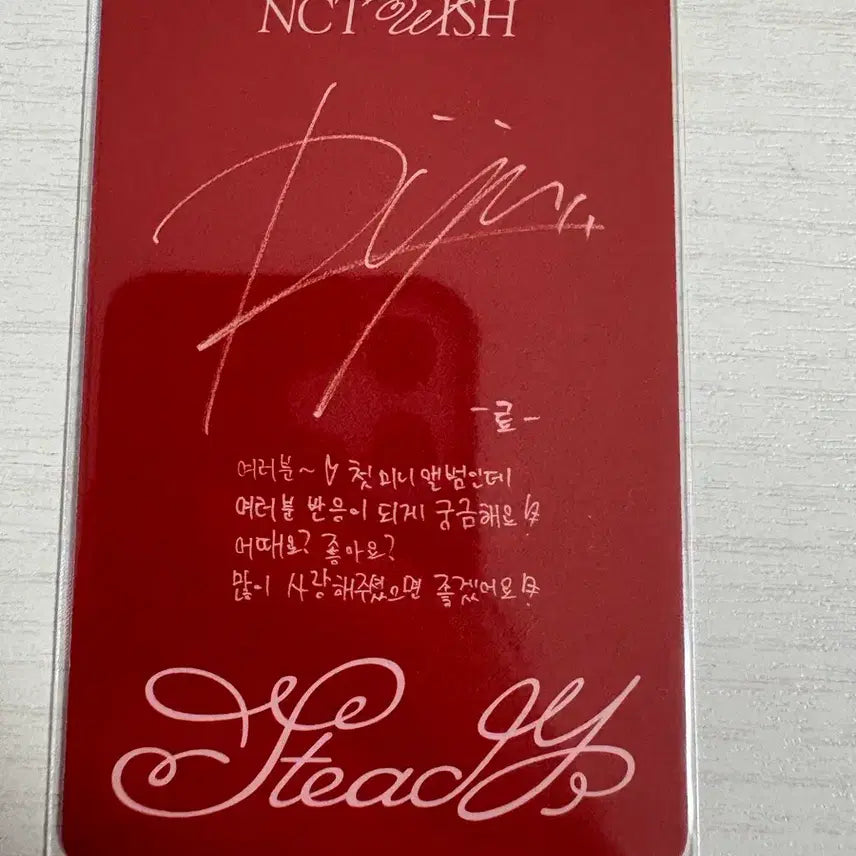 NCT WISH
-료-
여러분~ 첫 미니 앨범인데
여러분 반응이 되게 궁금해요!
어때요? 좋아요?
많이 사랑해주셨으면 좋겠어요!
Steady